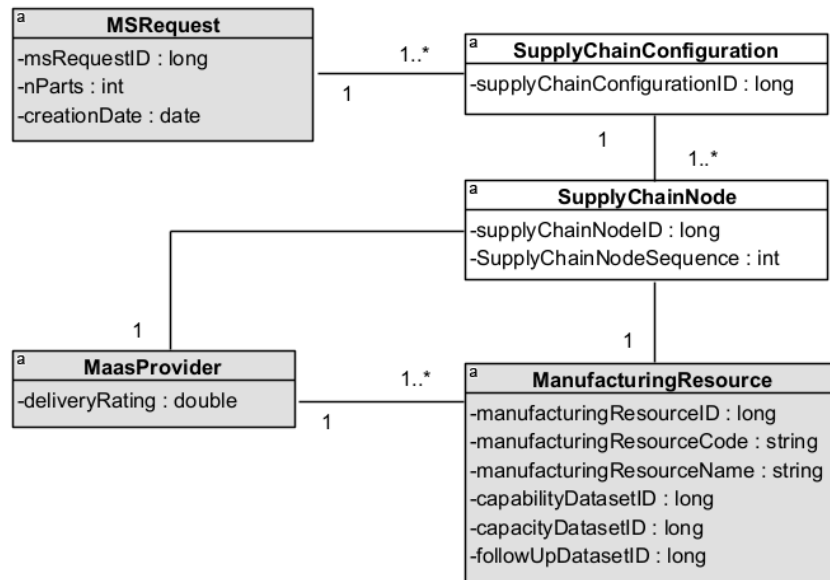 a
MSRequest
-msRequestID : long
-nParts : int
-creationDate : date
1..*
1
a
SupplyChainConfiguration
-supplyChainConfigurationID : long
1
1..*
a
SupplyChainNode
-supplyChainNodeID : long
-SupplyChainNodeSequence : int
1
1
a
MaasProvider
-deliveryRating : double
1..*
1
a
ManufacturingResource
-manufacturingResourceID : long
-manufacturingResourceCode : string
-manufacturingResourceName : string
-capabilityDatasetID : long
-capacityDatasetID : long
-followUpDatasetID : long